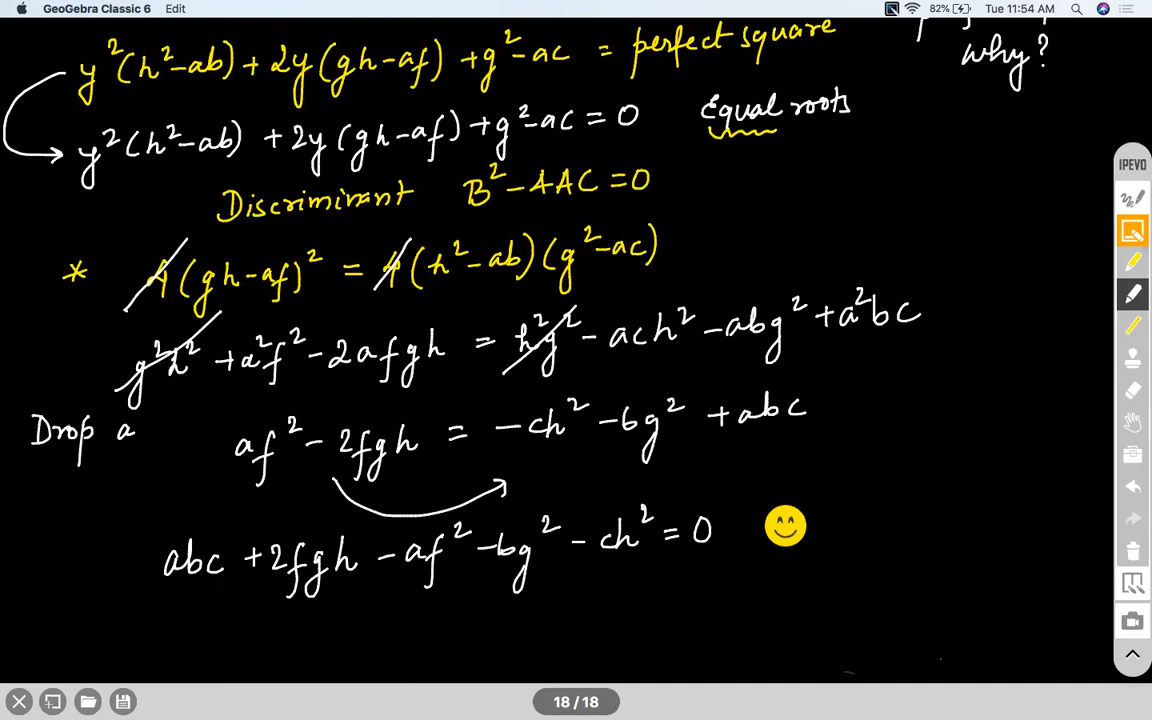 GeoGebra Classic 6 Edit 82% Tue 11:54 AM
why?
y²(h²-ab) + 2y(gh-af) + g²-ac = perfect square
y²(h²-ab) + 2y(gh-af) + g²-ac = 0 Equal roots
Discriminant B²-4AC = 0
* 4(gh-af)² = 4(h²-ab)(g²-ac)
g²h² + a²f² - 2afgh = h²g² - ach² - abg² + a²bc
Drop a af² - 2fgh = -ch² - bg² + abc
abc + 2fgh - af² - bg² - ch² = 0
IPEVO
18 / 18